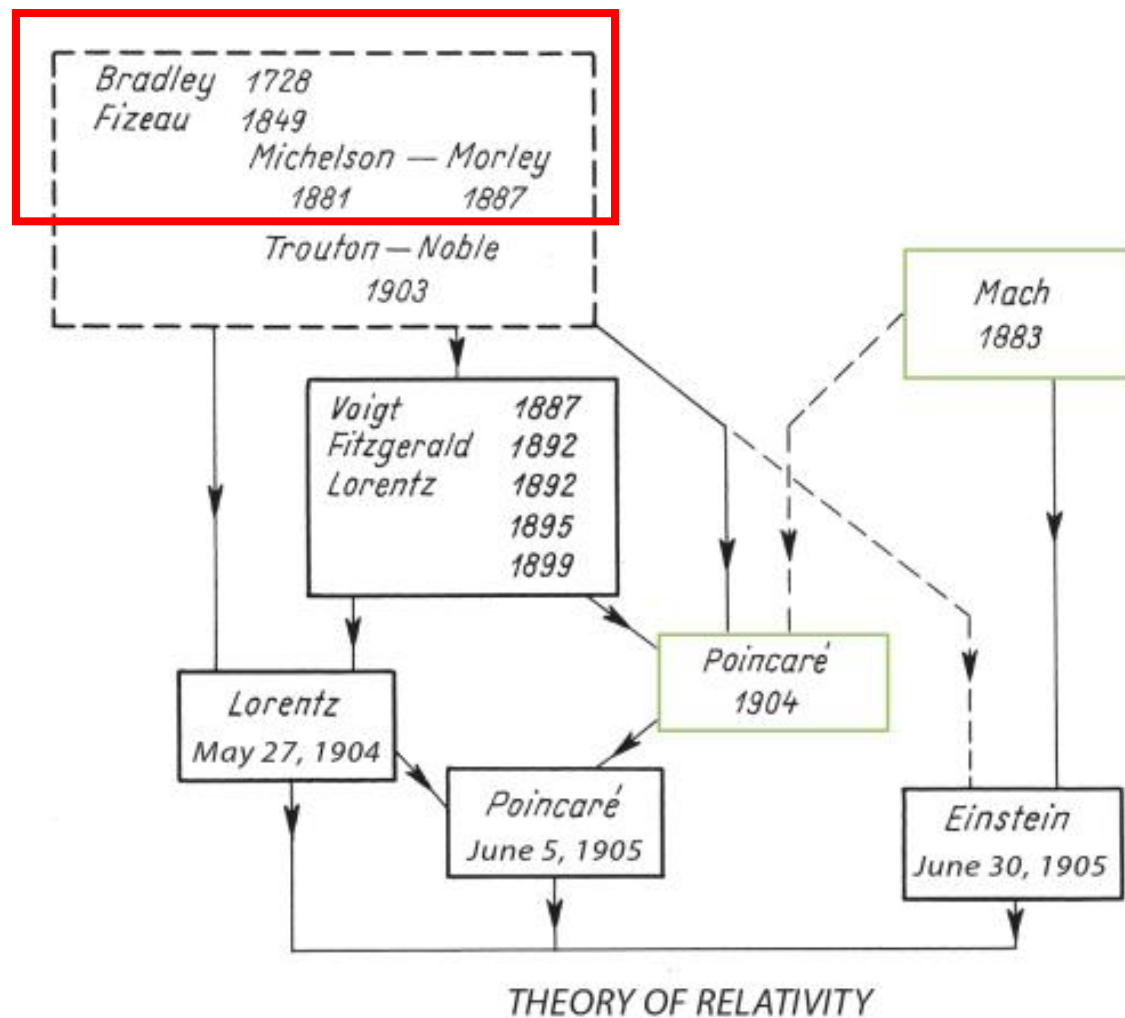 Bradley 1728
Fizeau 1849
Michelson — Morley
1881 1887
Trouton — Noble
1903
Mach
1883
Voigt 1887
Fitzgerald 1892
Lorentz 1892
1895
1899
Poincaré
1904
Lorentz
May 27, 1904
Poincaré
June 5, 1905
Einstein
June 30, 1905
THEORY OF RELATIVITY